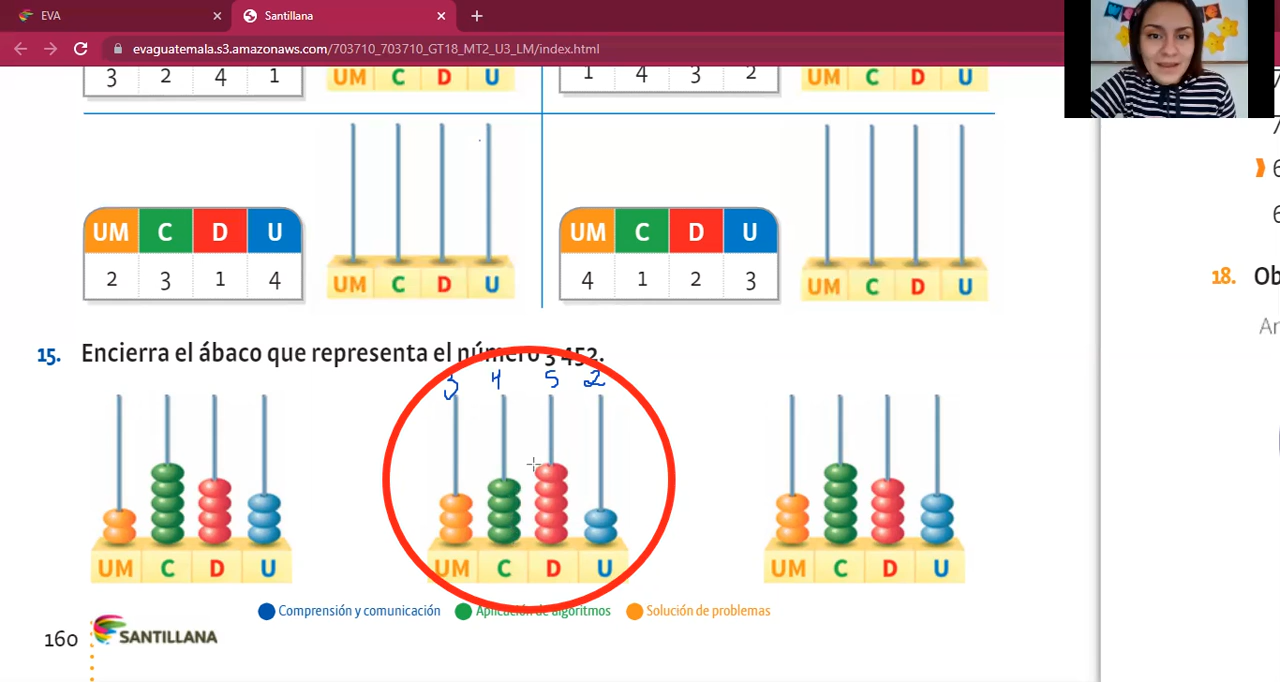 EVA
Santillana
evaguatemala.s3.amazonaws.com/703710_703710_GT18_MT2_U3_LM/index.html
3 2 4 1 UM C D U 1 4 3 2 UM C D U
UM C D U UM C D U
2 3 1 4 UM C D U 4 1 2 3 UM C D U
18. Ob
15. Encierra el ábaco que representa el número 3 452.
3 4 5 2
UM C D U UM C D U UM C D U
Comprensión y comunicación Aplicación de algoritmos Solución de problemas
160 SANTILLANA